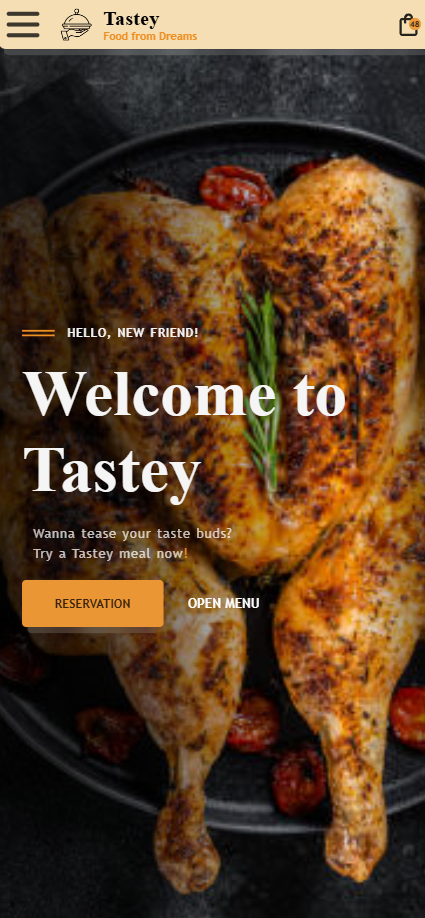 Tastey
Food from Dreams
48
HELLO, NEW FRIEND!
Welcome to
Tastey
Wanna tease your taste buds?
Try a Tastey meal now!
RESERVATION
OPEN MENU